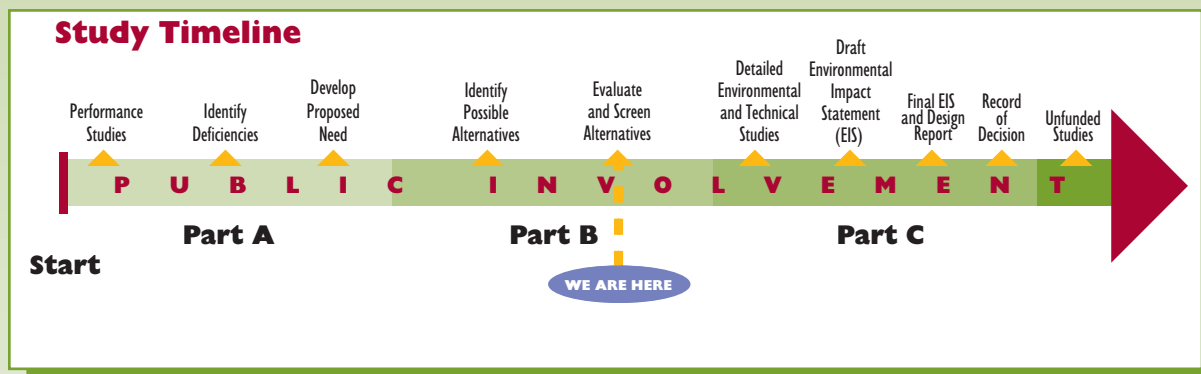 Study Timeline
Performance
Studies
Identify
Deficiencies
Develop
Proposed
Need
Identify
Possible
Alternatives
Evaluate
and Screen
Alternatives
Detailed
Environmental
and Technical
Studies
Draft
Environmental
Impact
Statement
(EIS)
Final EIS
and Design
Report
Record
of
Decision
Unfunded
Studies
PUBLIC INVOLVEMENT
Part A
Part B
Part C
Start
WE ARE HERE